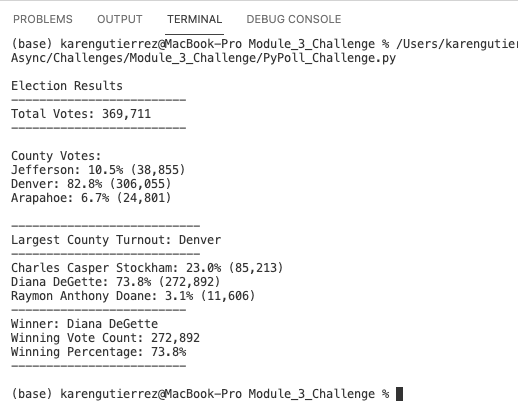 PROBLEMS OUTPUT TERMINAL DEBUG CONSOLE
(base) karengutierrez@MacBook-Pro Module_3_Challenge % /Users/karengutier
Async/Challenges/Module_3_Challenge/PyPoll_Challenge.py
Election Results
-------------------------
Total Votes: 369,711
-------------------------
County Votes:
Jefferson: 10.5% (38,855)
Denver: 82.8% (306,055)
Arapahoe: 6.7% (24,801)
---------------------------
Largest County Turnout: Denver
---------------------------
Charles Casper Stockham: 23.0% (85,213)
Diana DeGette: 73.8% (272,892)
Raymon Anthony Doane: 3.1% (11,606)
-------------------------
Winner: Diana DeGette
Winning Vote Count: 272,892
Winning Percentage: 73.8%
-------------------------
(base) karengutierrez@MacBook-Pro Module_3_Challenge %